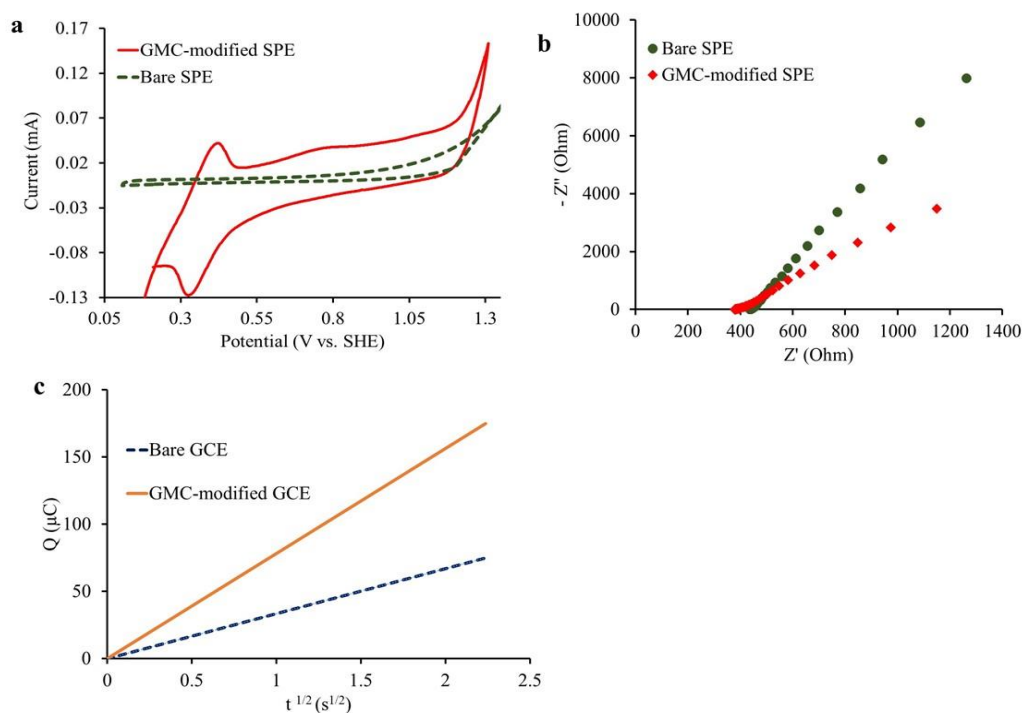 a
0.17
0.12
0.07
0.02
-0.03
-0.08
-0.13
Current (mA)
GMC-modified SPE
Bare SPE
0.05
0.3
0.55
0.8
1.05
1.3
Potential (V vs. SHE)
b
10000
8000
6000
4000
2000
0
- Z" (Ohm)
Bare SPE
GMC-modified SPE
0
200
400
600
800
1000
1200
1400
Z' (Ohm)
c
200
150
100
50
0
Q (μC)
Bare GCE
GMC-modified GCE
0
0.5
1
1.5
2
2.5
t 1/2 (s1/2)